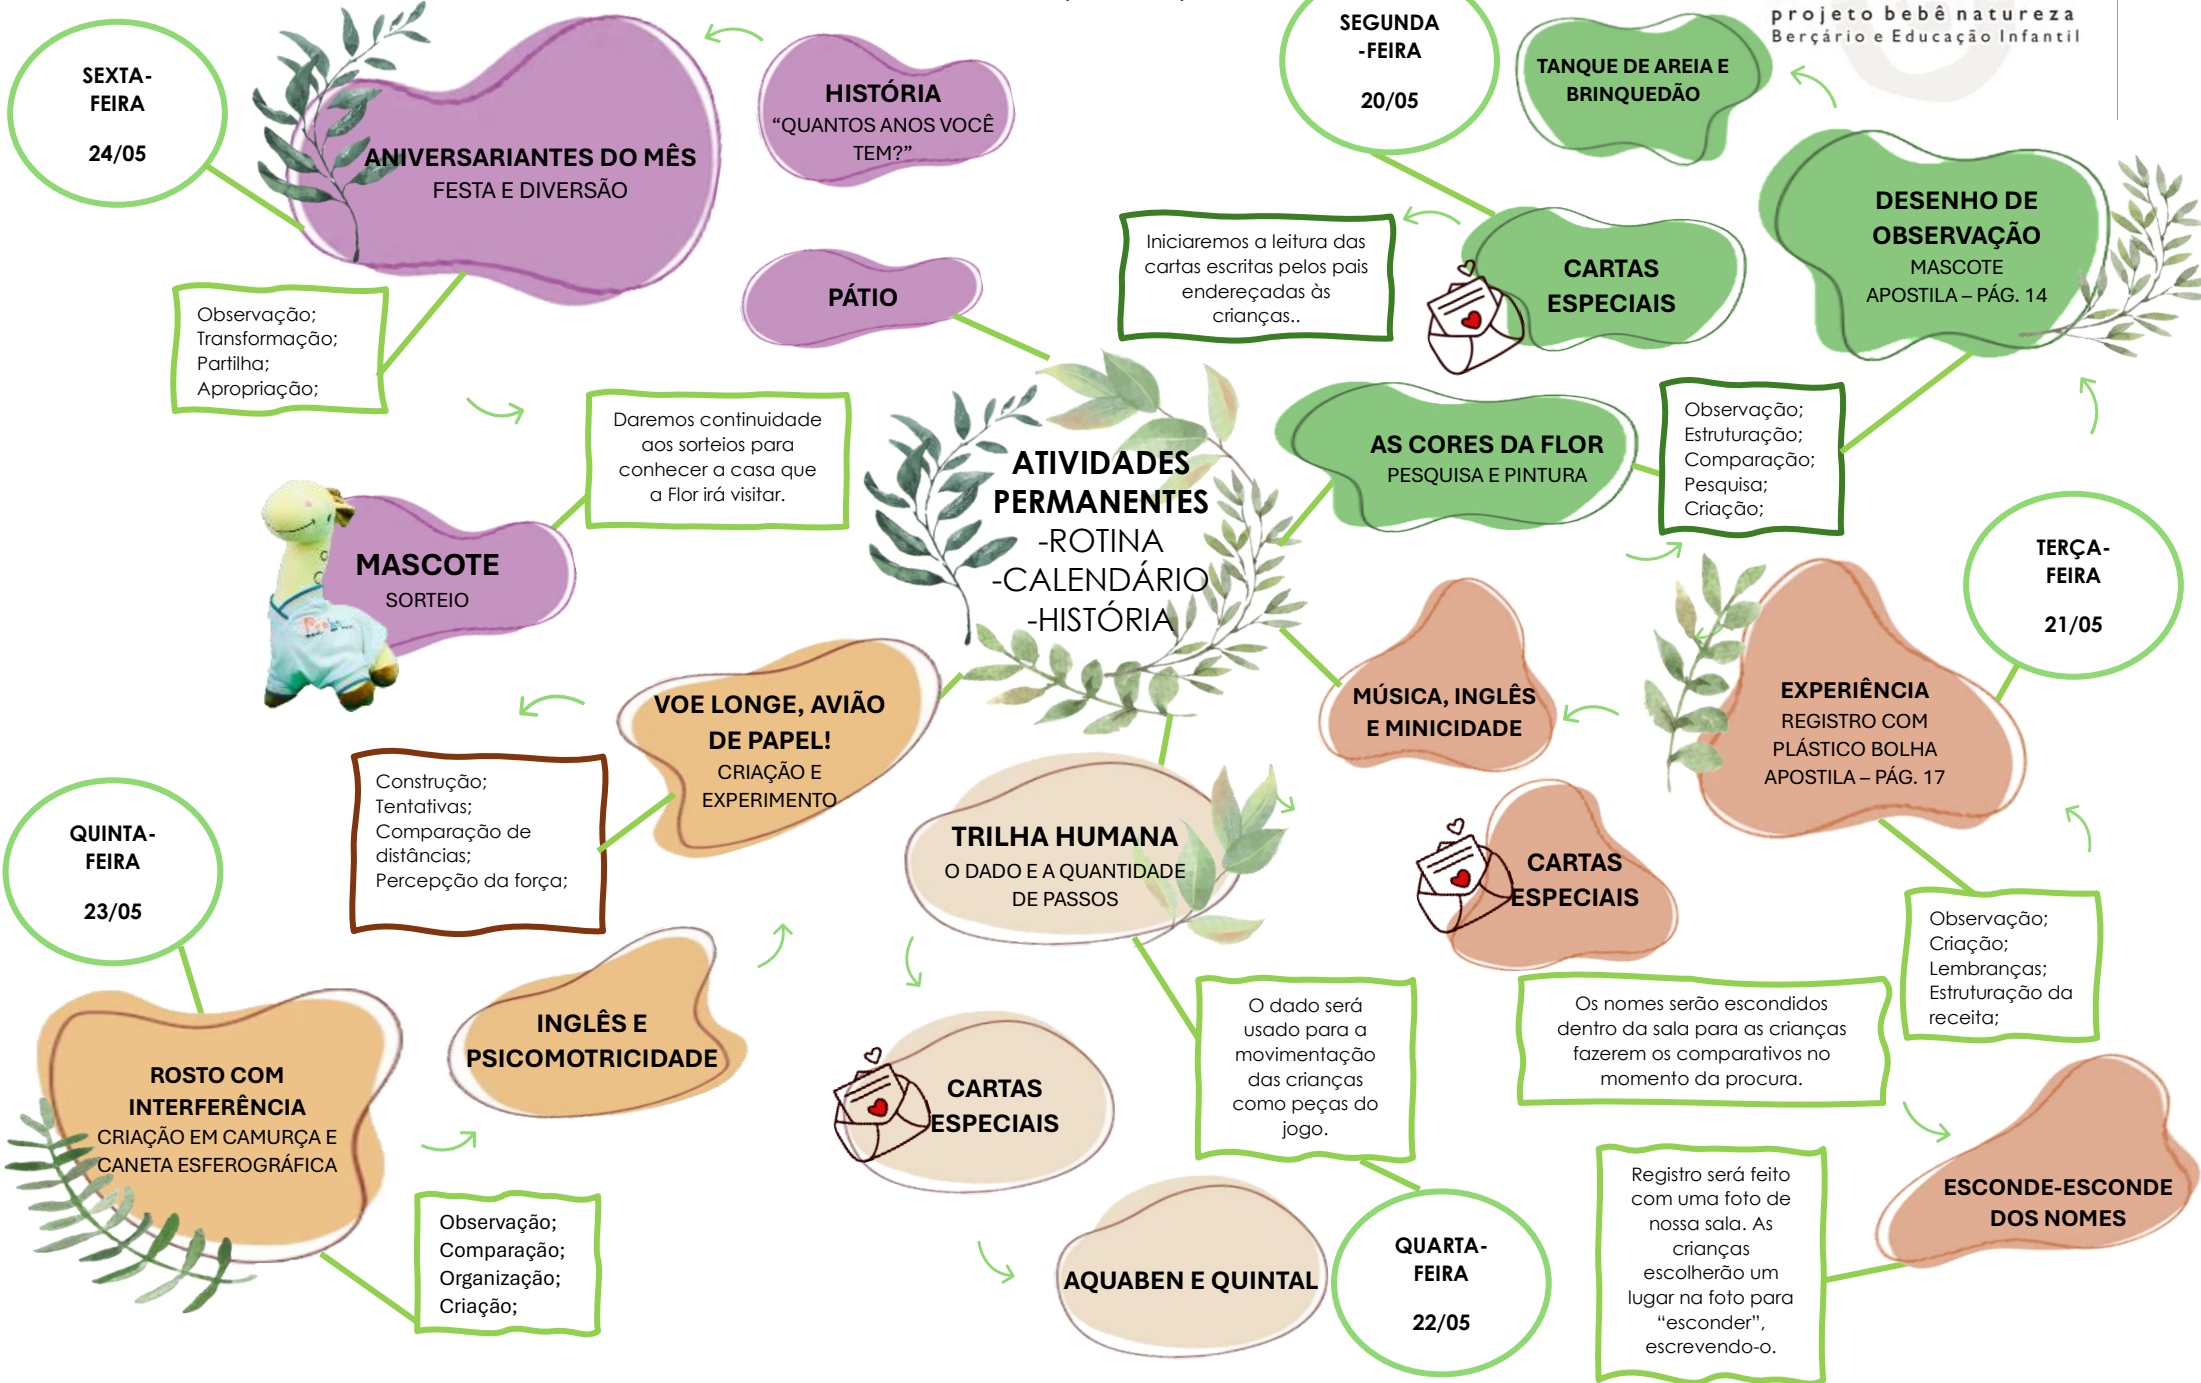 projeto bebê natureza
Berçário e Educação Infantil
SEGUNDA
-FEIRA
20/05
CARTAS
ESPECIAIS
Iniciaremos a leitura das
cartas escritas pelos pais
endereçadas às
crianças..
TANQUE DE AREIA E
BRINQUEDÃO
DESENHO DE
OBSERVAÇÃO
MASCOTE
APOSTILA – PÁG. 14
AS CORES DA FLOR
PESQUISA E PINTURA
Observação;
Estruturação;
Comparação;
Pesquisa;
Criação;
TERÇA-
FEIRA
21/05
EXPERIÊNCIA
REGISTRO COM
PLÁSTICO BOLHA
APOSTILA – PÁG. 17
Observação;
Criação;
Lembranças;
Estruturação da
receita;
MÚSICA, INGLÊS
E MINICIDADE
CARTAS
ESPECIAIS
Os nomes serão escondidos
dentro da sala para as crianças
fazerem os comparativos no
momento da procura.
ESCONDE-ESCONDE
DOS NOMES
Registro será feito
com uma foto de
nossa sala. As
crianças
escolherão um
lugar na foto para
“esconder”,
escrevendo-o.
QUARTA-
FEIRA
22/05
O dado será
usado para a
movimentação
das crianças
como peças do
jogo.
TRILHA HUMANA
O DADO E A QUANTIDADE
DE PASSOS
CARTAS
ESPECIAIS
AQUABEN E QUINTAL
QUINTA-
FEIRA
23/05
ROSTO COM
INTERFERÊNCIA
CRIAÇÃO EM CAMURÇA E
CANETA ESFEROGRÁFICA
Observação;
Comparação;
Organização;
Criação;
INGLÊS E
PSICOMOTRICIDADE
VOE LONGE, AVIÃO
DE PAPEL!
CRIAÇÃO E
EXPERIMENTO
Construção;
Tentativas;
Comparação de
distâncias;
Percepção da força;
SEXTA-
FEIRA
24/05
ANIVERSARIANTES DO MÊS
FESTA E DIVERSÃO
HISTÓRIA
“QUANTOS ANOS VOCÊ
TEM?”
PÁTIO
Observação;
Transformação;
Partilha;
Apropriação;
Daremos continuidade
aos sorteios para
conhecer a casa que
a Flor irá visitar.
MASCOTE
SORTEIO
ATIVIDADES
PERMANENTES
-ROTINA
-CALENDÁRIO
-HISTÓRIA